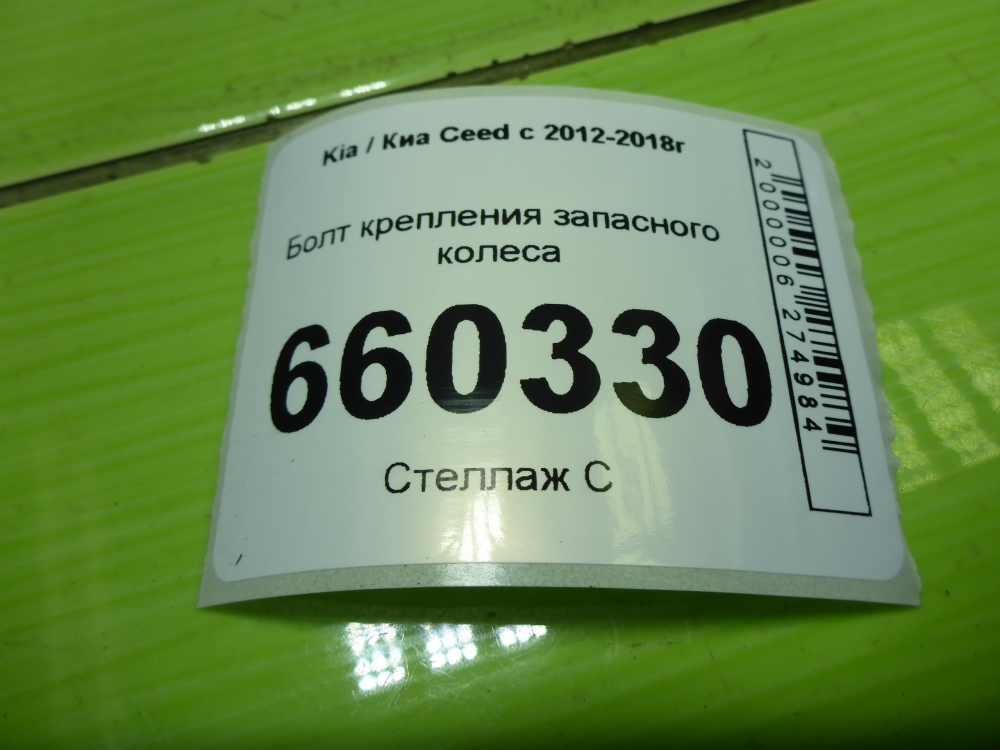 Kia / Киа Ceed с 2012-2018г
Болт крепления запасного
колеса
660330
Стеллаж С
2000006274984